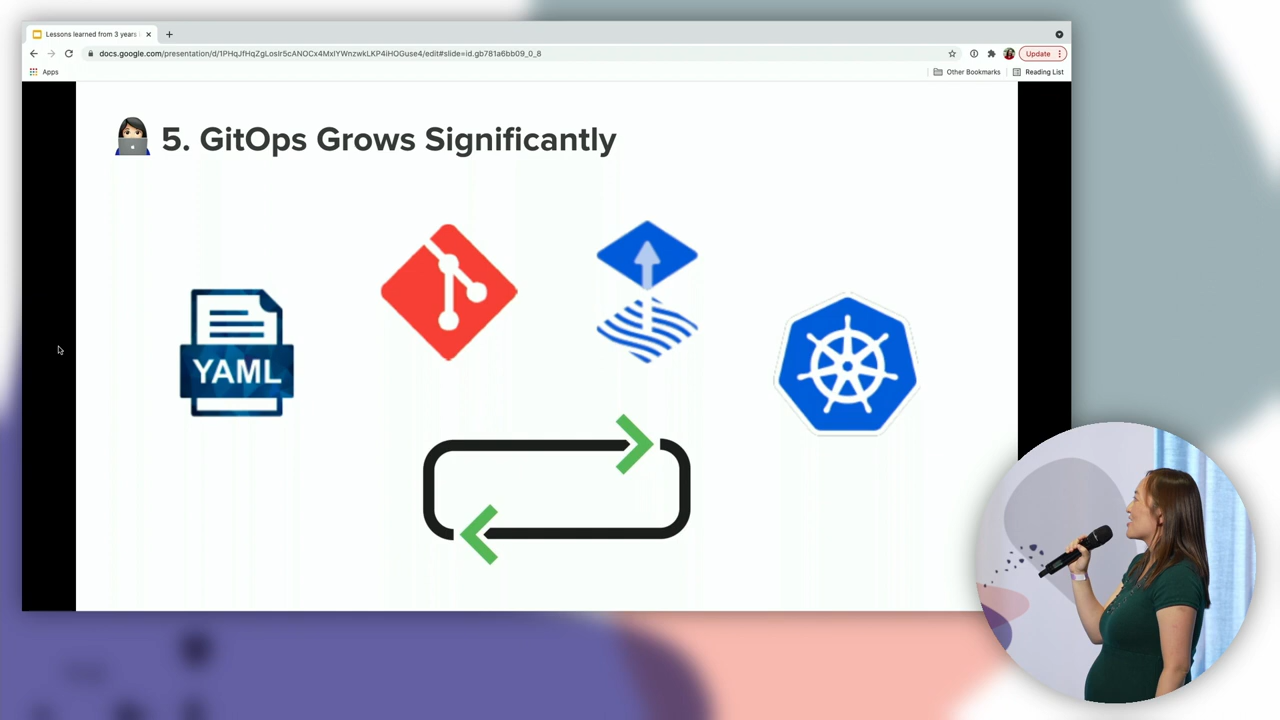 Lessons learned from 3 years
docs.google.com/presentation/d/1PHqJfHqZgLosIr5cANOCx4MxIYWnzwkLKP4iHOGuse4/edit#slide=id.gb781a6bb09_0_8
Update
Apps
Other Bookmarks
Reading List
5. GitOps Grows Significantly
YAML